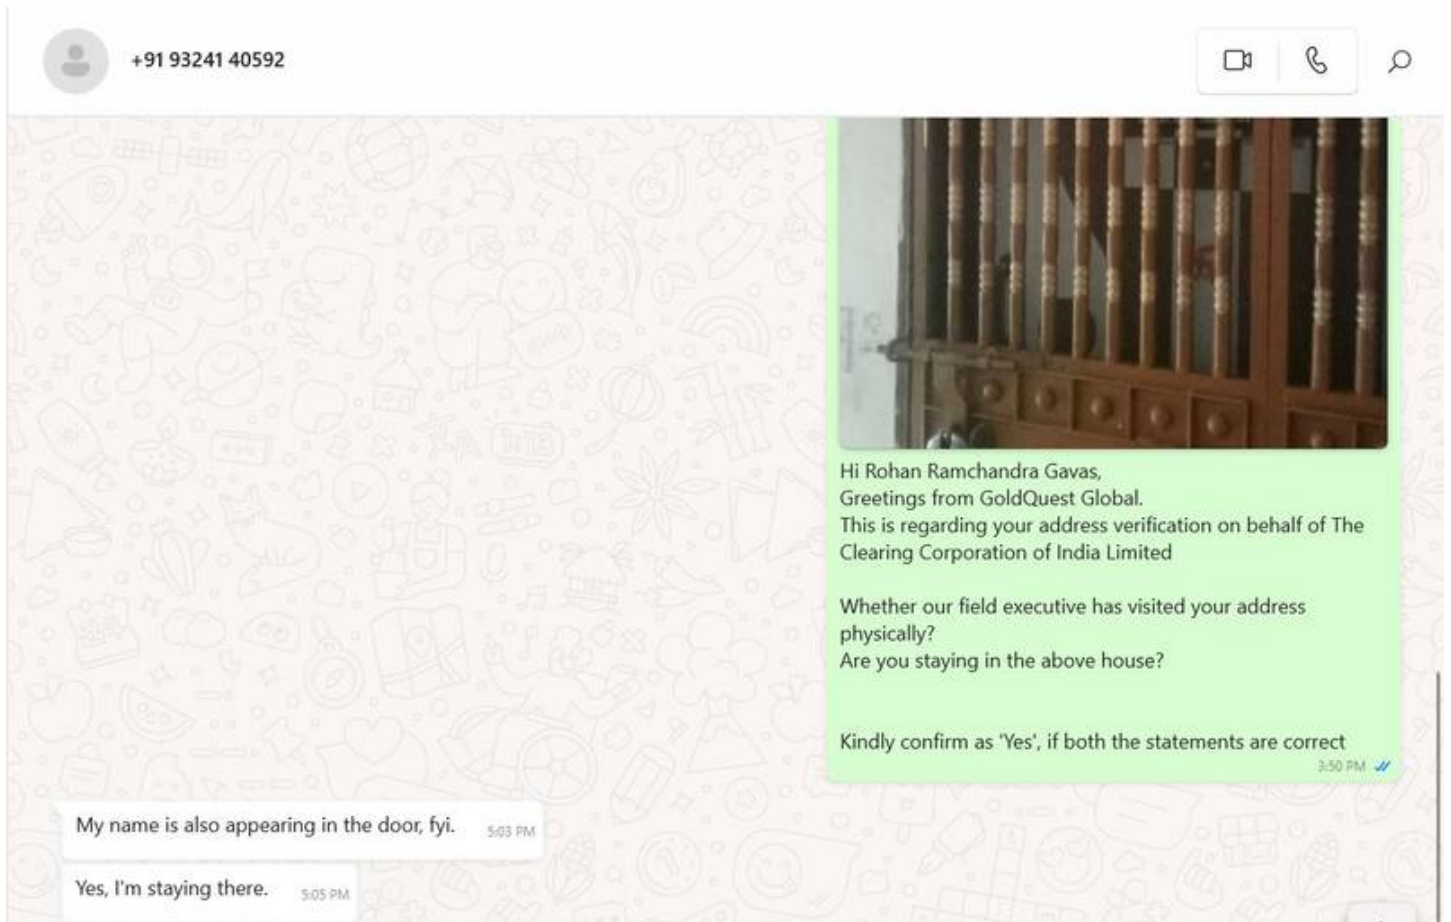 +91 93241 40592
Hi Rohan Ramchandra Gavas,
Greetings from GoldQuest Global.
This is regarding your address verification on behalf of The
Clearing Corporation of India Limited
Whether our field executive has visited your address
physically?
Are you staying in the above house?
Kindly confirm as 'Yes', if both the statements are correct
3:50 PM
My name is also appearing in the door, fyi.
5:03 PM
Yes, I'm staying there.
5:05 PM